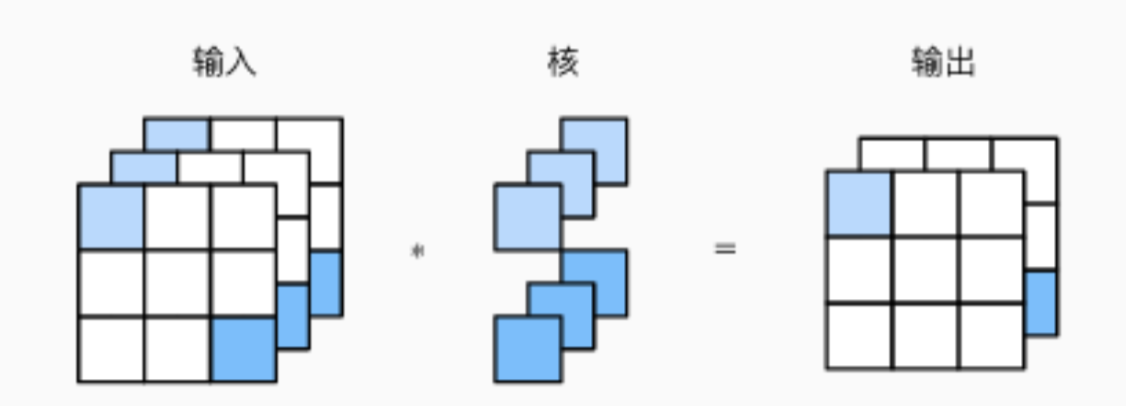 输入 核 输出
* =